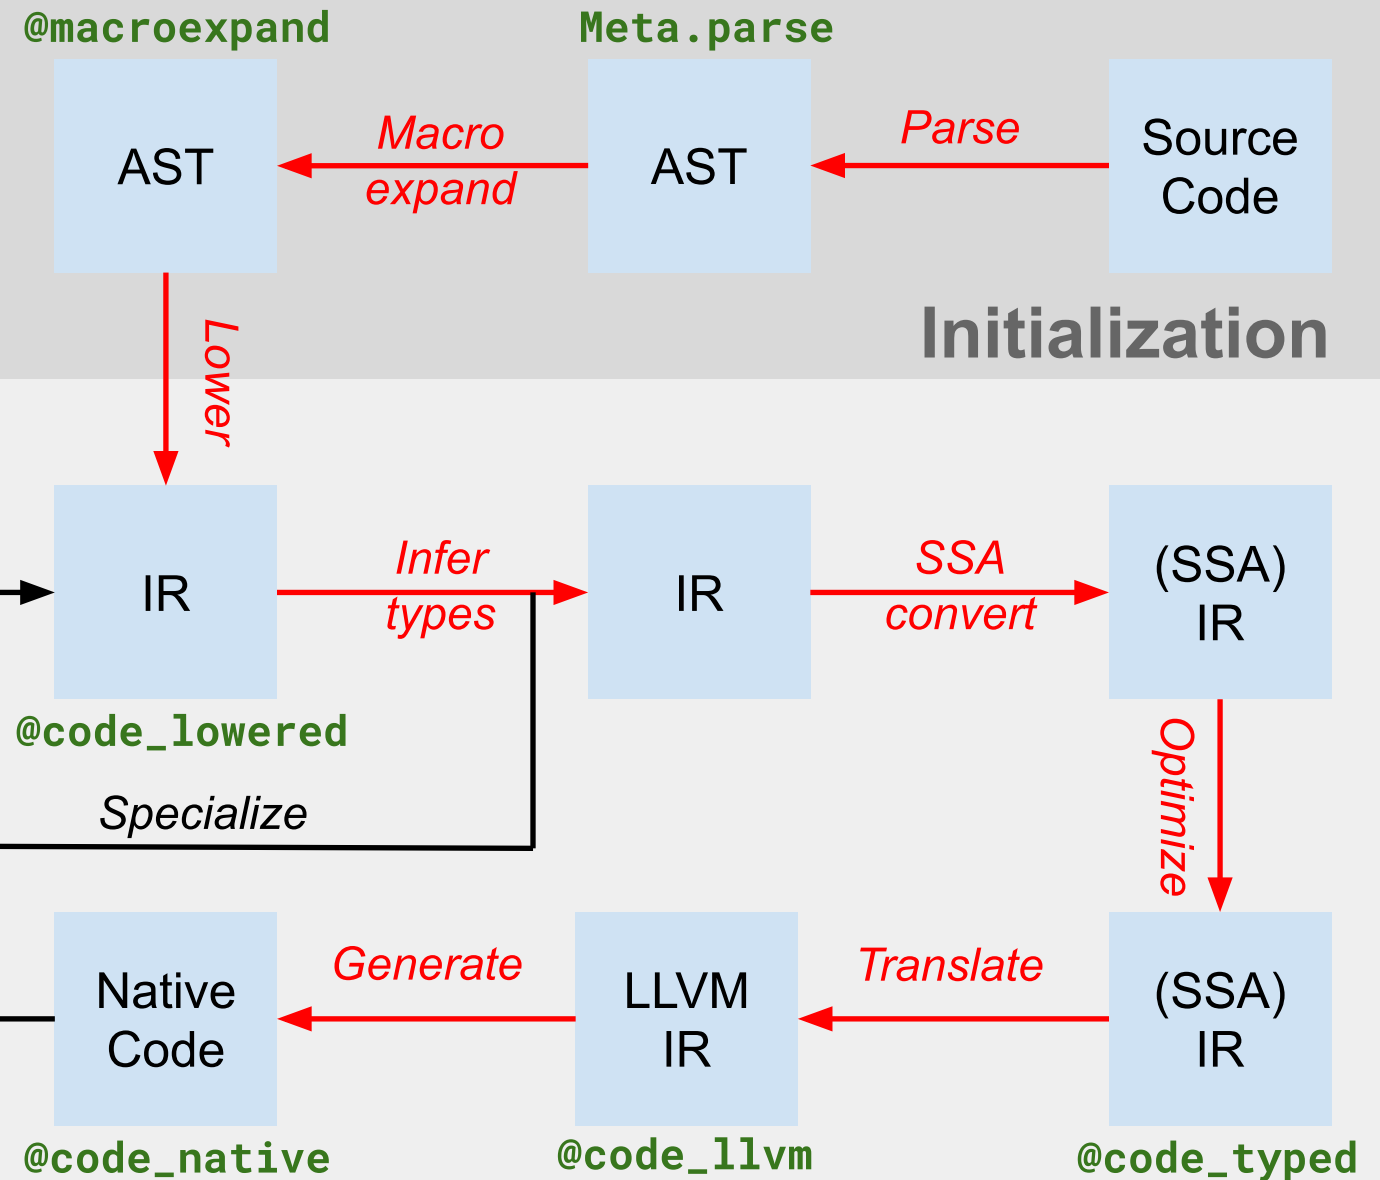 @macroexpand
Meta.parse
AST
Macro
expand
AST
Parse
Source
Code
Initialization
Lower
IR
Infer
types
IR
SSA
convert
(SSA)
IR
@code_lowered
Specialize
Optimize
Native
Code
Generate
LLVM
IR
Translate
(SSA)
IR
@code_native
@code_llvm
@code_typed